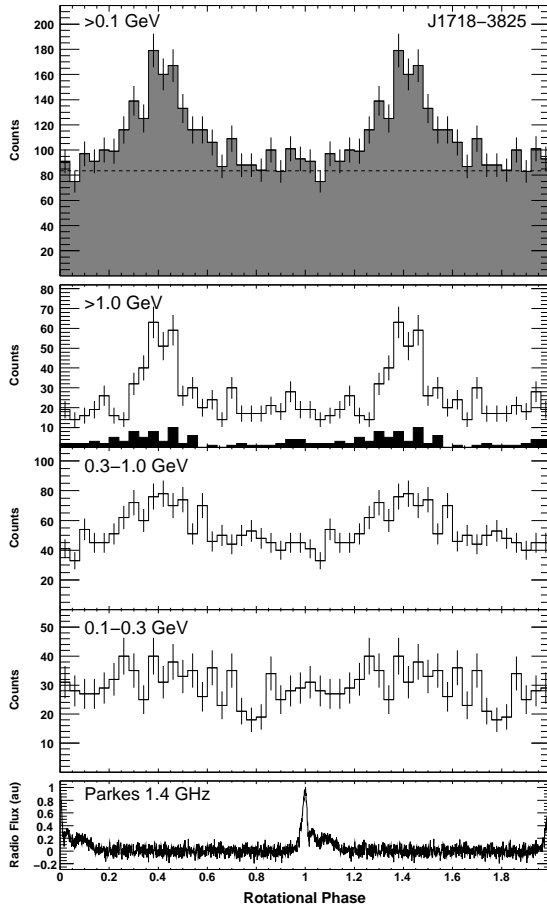 >0.1 GeV J1718−3825
Counts
200
180
160
140
120
100
80
60
40
20
>1.0 GeV
Counts
80
70
60
50
40
30
20
10
0.3−1.0 GeV
Counts
100
80
60
40
20
0.1−0.3 GeV
Counts
50
40
30
20
10
Parkes 1.4 GHz
Radio Flux (au)
1
0.8
0.6
0.4
0.2
0
−0.2
0 0.2 0.4 0.6 0.8 1 1.2 1.4 1.6 1.8
Rotational Phase